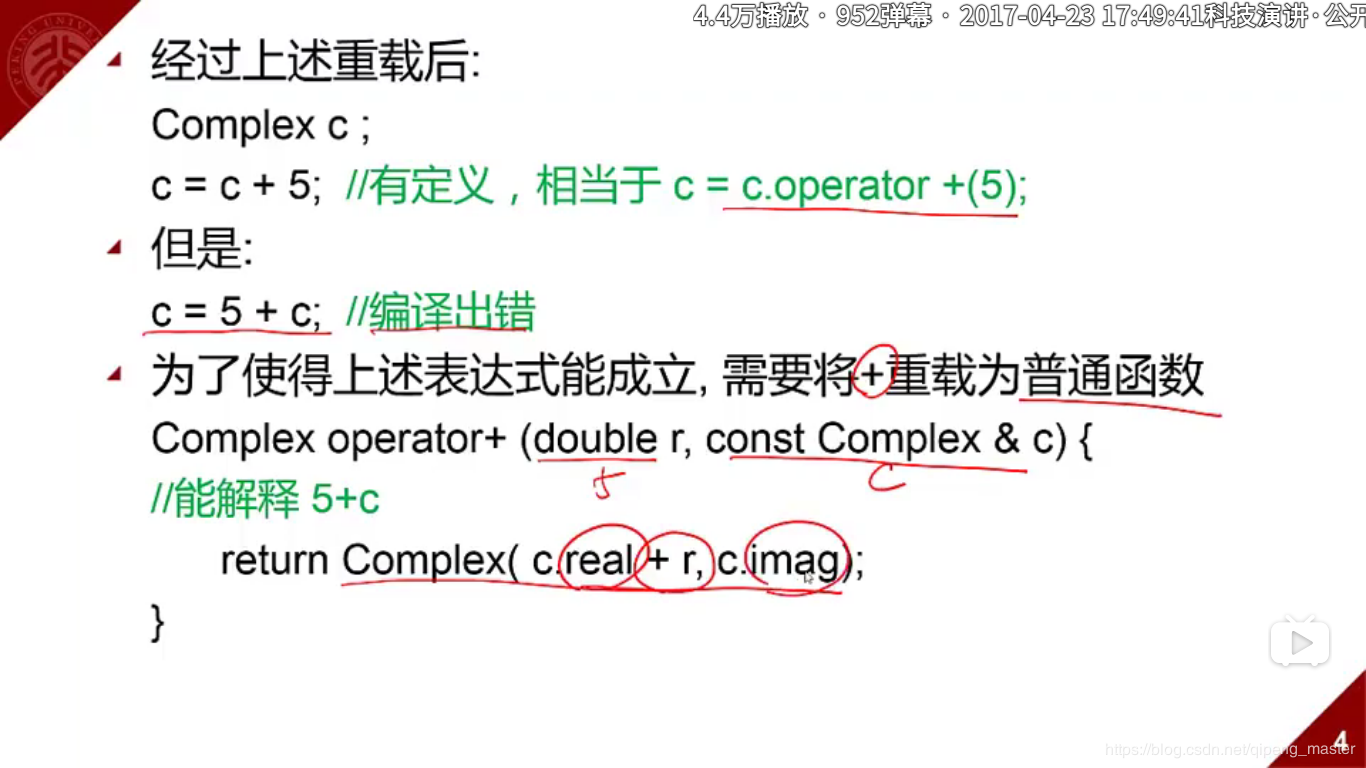 4.4万播放 · 952弹幕 · 2017-04-23 17:49:41科技演讲·公开
经过上述重载后:
Complex c ;
c = c + 5; //有定义，相当于 c = c.operator +(5);
但是:
c = 5 + c; //编译出错
为了使得上述表达式能成立, 需要将+重载为普通函数
Complex operator+ (double r, const Complex & c) {
5 c
//能解释 5+c
return Complex( c.real + r, c.imag);
}
4
https://blog.csdn.net/qipang_master